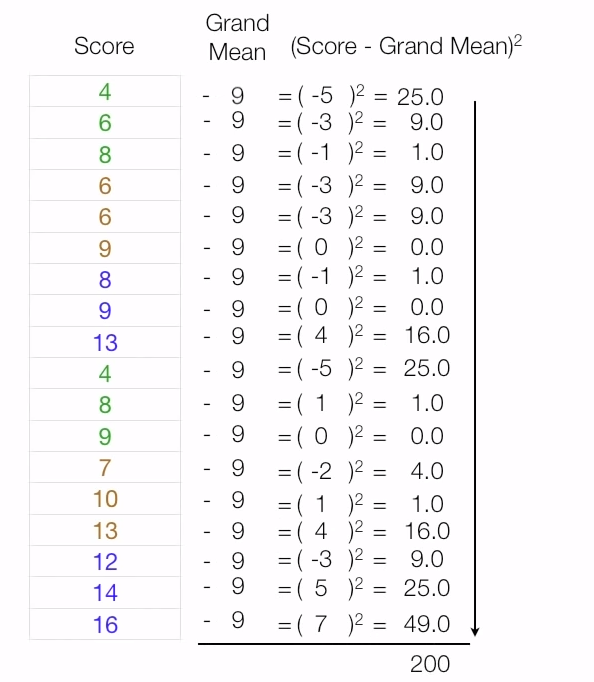 Score Grand Mean (Score - Grand Mean)²
4 - 9 =( -5 )² = 25.0
6 - 9 =( -3 )² = 9.0
8 - 9 =( -1 )² = 1.0
6 - 9 =( -3 )² = 9.0
6 - 9 =( -3 )² = 9.0
9 - 9 =( 0 )² = 0.0
8 - 9 =( -1 )² = 1.0
9 - 9 =( 0 )² = 0.0
13 - 9 =( 4 )² = 16.0
4 - 9 =( -5 )² = 25.0
8 - 9 =( 1 )² = 1.0
9 - 9 =( 0 )² = 0.0
7 - 9 =( -2 )² = 4.0
10 - 9 =( 1 )² = 1.0
13 - 9 =( 4 )² = 16.0
12 - 9 =( -3 )² = 9.0
14 - 9 =( 5 )² = 25.0
16 - 9 =( 7 )² = 49.0
200